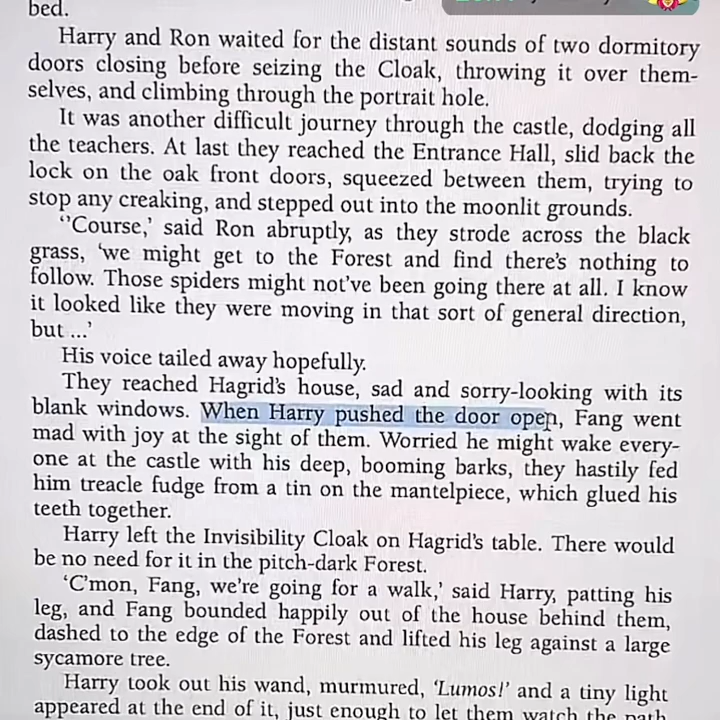 bed.
Harry and Ron waited for the distant sounds of two dormitory
doors closing before seizing the Cloak, throwing it over them-
selves, and climbing through the portrait hole.
It was another difficult journey through the castle, dodging all
the teachers. At last they reached the Entrance Hall, slid back the
lock on the oak front doors, squeezed between them, trying to
stop any creaking, and stepped out into the moonlit grounds.
‘’Course,’ said Ron abruptly, as they strode across the black
grass, ‘we might get to the Forest and find there’s nothing to
follow. Those spiders might not’ve been going there at all. I know
it looked like they were moving in that sort of general direction,
but ...’
His voice tailed away hopefully.
They reached Hagrid’s house, sad and sorry-looking with its
blank windows. When Harry pushed the door open, Fang went
mad with joy at the sight of them. Worried he might wake every-
one at the castle with his deep, booming barks, they hastily fed
him treacle fudge from a tin on the mantelpiece, which glued his
teeth together.
Harry left the Invisibility Cloak on Hagrid’s table. There would
be no need for it in the pitch-dark Forest.
‘C’mon, Fang, we’re going for a walk,’ said Harry, patting his
leg, and Fang bounded happily out of the house behind them,
dashed to the edge of the Forest and lifted his leg against a large
sycamore tree.
Harry took out his wand, murmured, ‘Lumos!’ and a tiny light
appeared at the end of it, just enough to let them watch the path